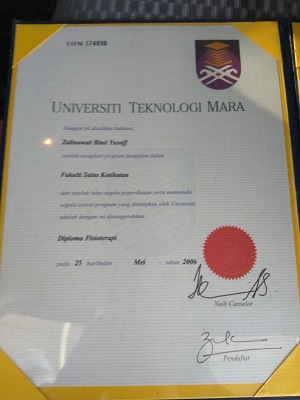 UiTM 174838
UNIVERSITI TEKNOLOGI MARA
Dengan ini disahkan bahawa
Zalinawati Binti Yusoff
setelah mengikuti program pengajian dalam
Fakulti Sains Kesihatan
dan setelah lulus segala peperiksaan serta memenuhi
segala syarat program yang ditetapkan oleh Universiti
adalah dengan ini dianugerahkan
Diploma Fisioterapi
pada 25 haribulan Mei tahun 2006
Naib Canselor
Pendaftar